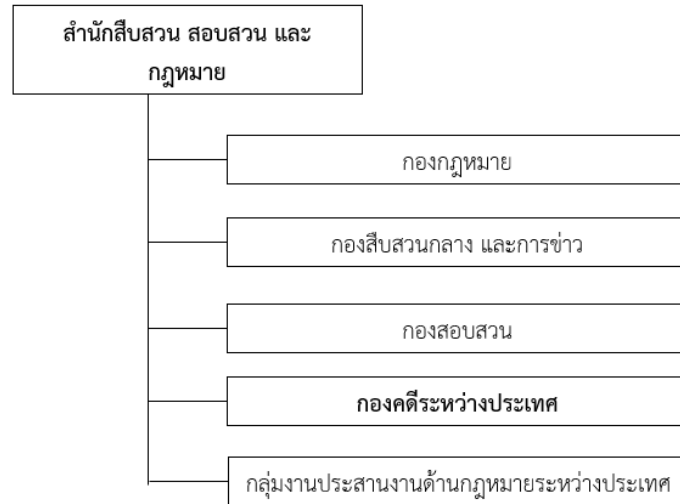 สำนักสืบสวน สอบสวน และ
กฎหมาย
กองกฎหมาย
กองสืบสวนกลาง และการข่าว
กองสอบสวน
กองคดีระหว่างประเทศ
กลุ่มงานประสานงานด้านกฎหมายระหว่างประเทศ